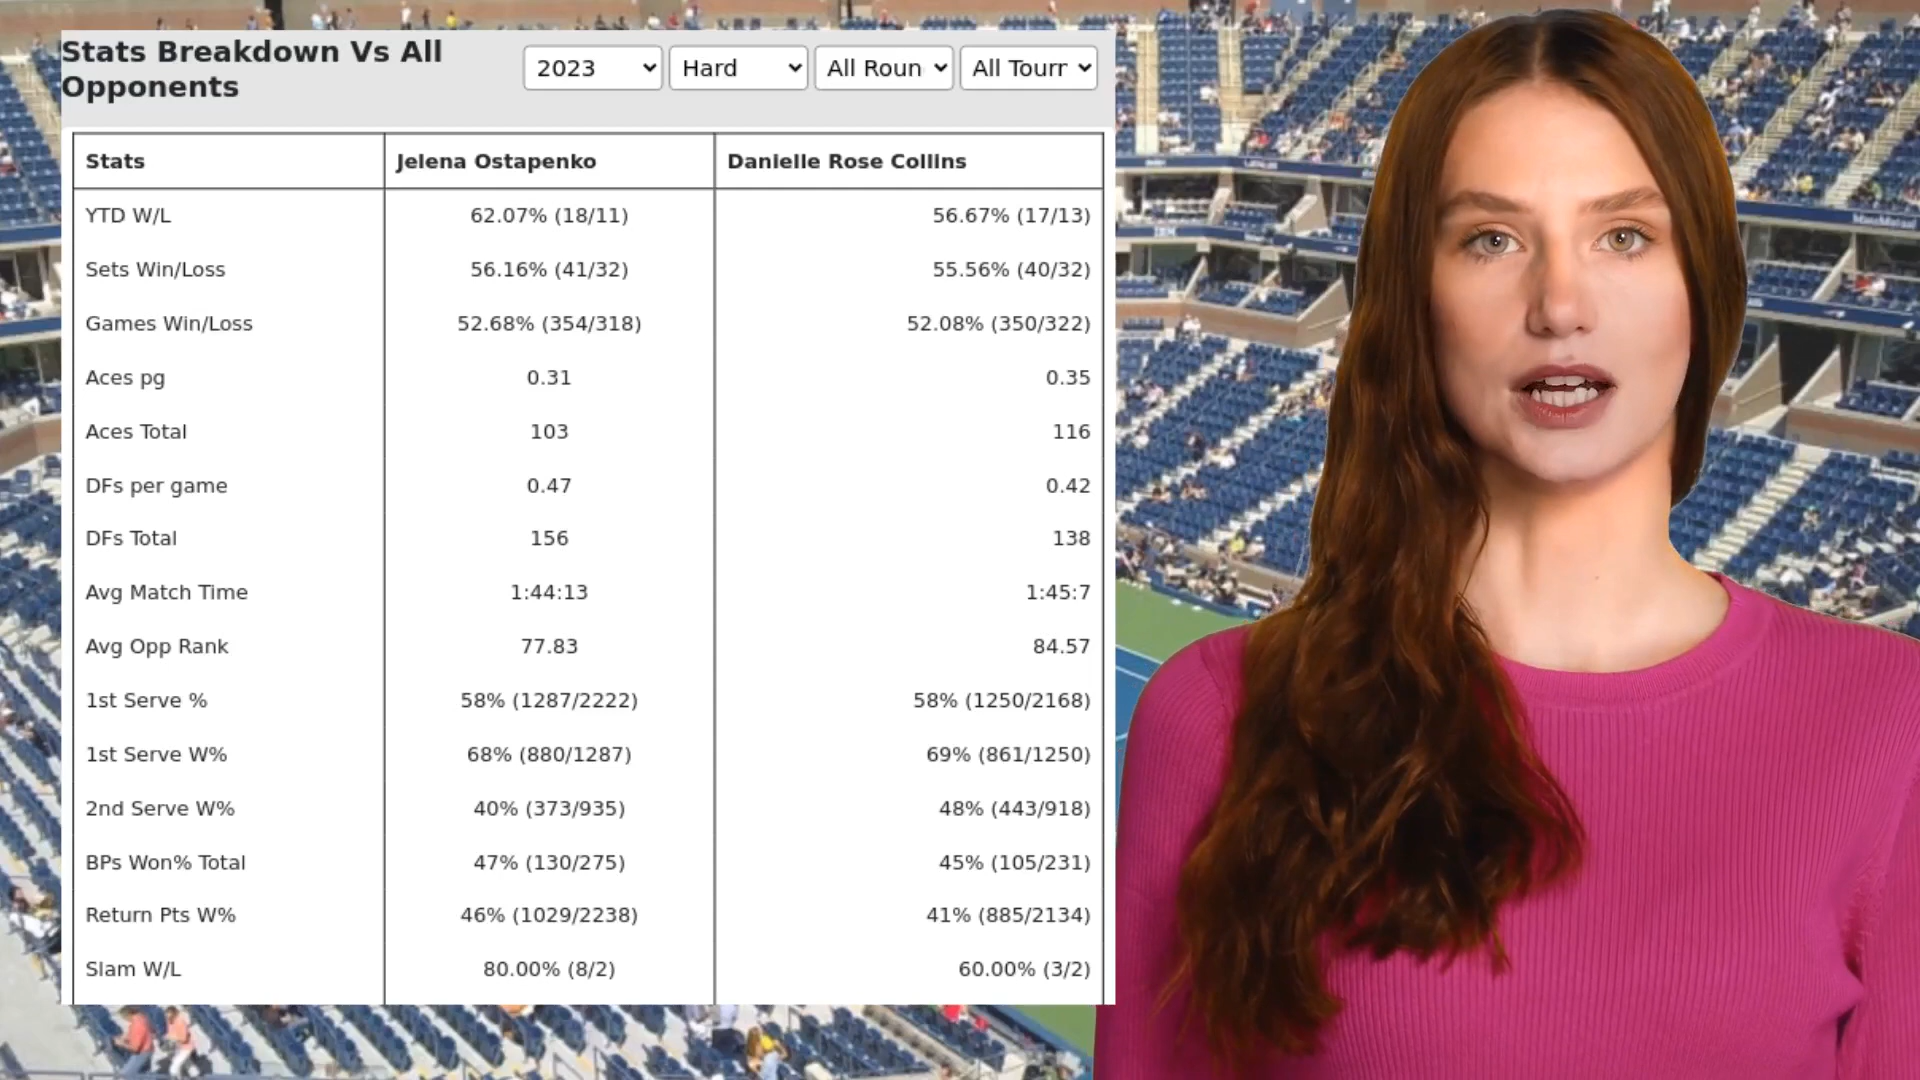 Stats Breakdown Vs All
Opponents
2023 Hard All Roun All Tourr
Stats Jelena Ostapenko Danielle Rose Collins
YTD W/L 62.07% (18/11) 56.67% (17/13)
Sets Win/Loss 56.16% (41/32) 55.56% (40/32)
Games Win/Loss 52.68% (354/318) 52.08% (350/322)
Aces pg 0.31 0.35
Aces Total 103 116
DFs per game 0.47 0.42
DFs Total 156 138
Avg Match Time 1:44:13 1:45:7
Avg Opp Rank 77.83 84.57
1st Serve % 58% (1287/2222) 58% (1250/2168)
1st Serve W% 68% (880/1287) 69% (861/1250)
2nd Serve W% 40% (373/935) 48% (443/918)
BPs Won% Total 47% (130/275) 45% (105/231)
Return Pts W% 46% (1029/2238) 41% (885/2134)
Slam W/L 80.00% (8/2) 60.00% (3/2)
IBM